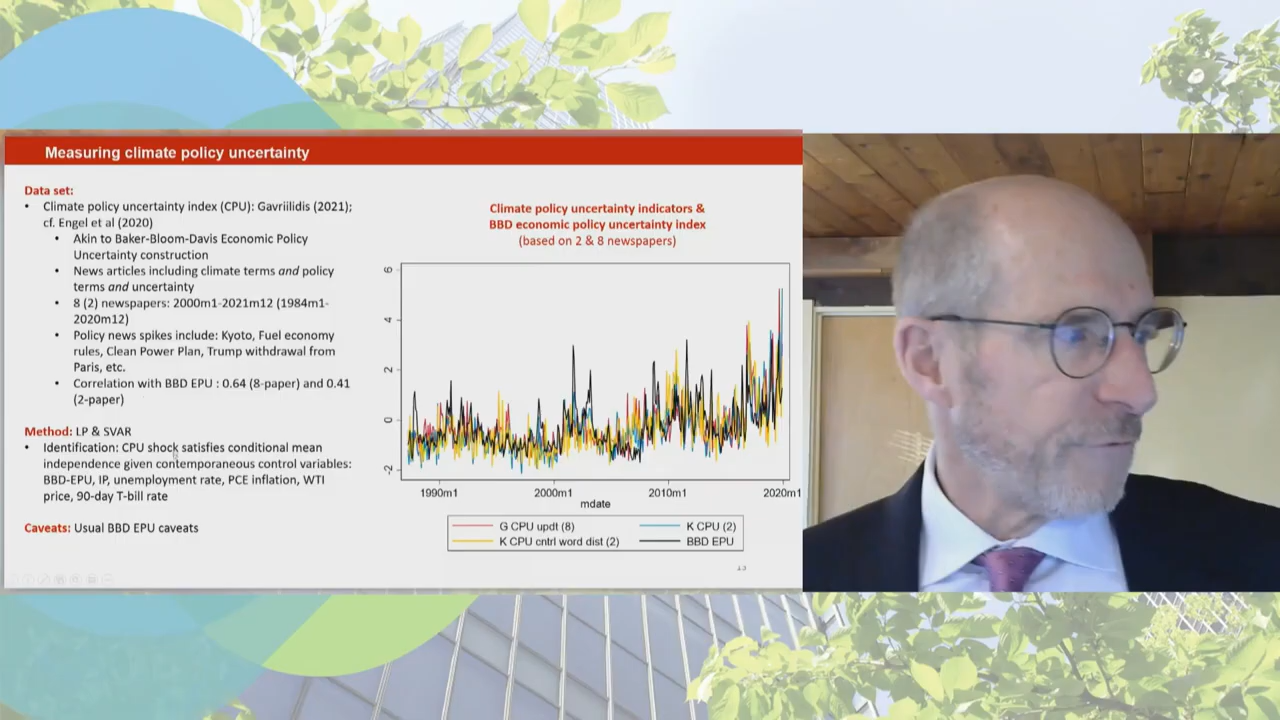 Measuring climate policy uncertainty
Data set:
• Climate policy uncertainty index (CPU): Gavriilidis (2021);
cf. Engel et al (2020)
• Akin to Baker-Bloom-Davis Economic Policy
Uncertainty construction
• News articles including climate terms and policy
terms and uncertainty
• 8 (2) newspapers: 2000m1-2021m12 (1984m1-
2020m12)
• Policy news spikes include: Kyoto, Fuel economy
rules, Clean Power Plan, Trump withdrawal from
Paris, etc.
• Correlation with BBD EPU : 0.64 (8-paper) and 0.41
(2-paper)
Method: LP & SVAR
• Identification: CPU shock satisfies conditional mean
independence given contemporaneous control variables:
BBD-EPU, IP, unemployment rate, PCE inflation, WTI
price, 90-day T-bill rate
Caveats: Usual BBD EPU caveats
Climate policy uncertainty indicators &
BBD economic policy uncertainty index
(based on 2 & 8 newspapers)
6
4
2
0
-2
1990m1 2000m1 2010m1 2020m1
mdate
G CPU updt (8) K CPU (2)
K CPU cntrl word dist (2) BBD EPU
13